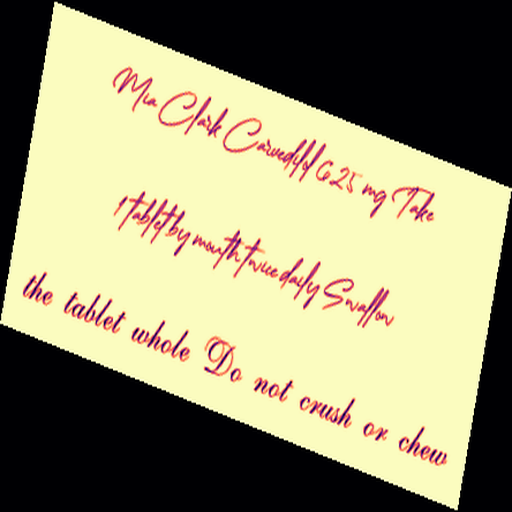 Mia Clark Carvedilol 6.25 mg Take
1 tablet by mouth twice daily Swallow
the tablet whole Do not crush or chew